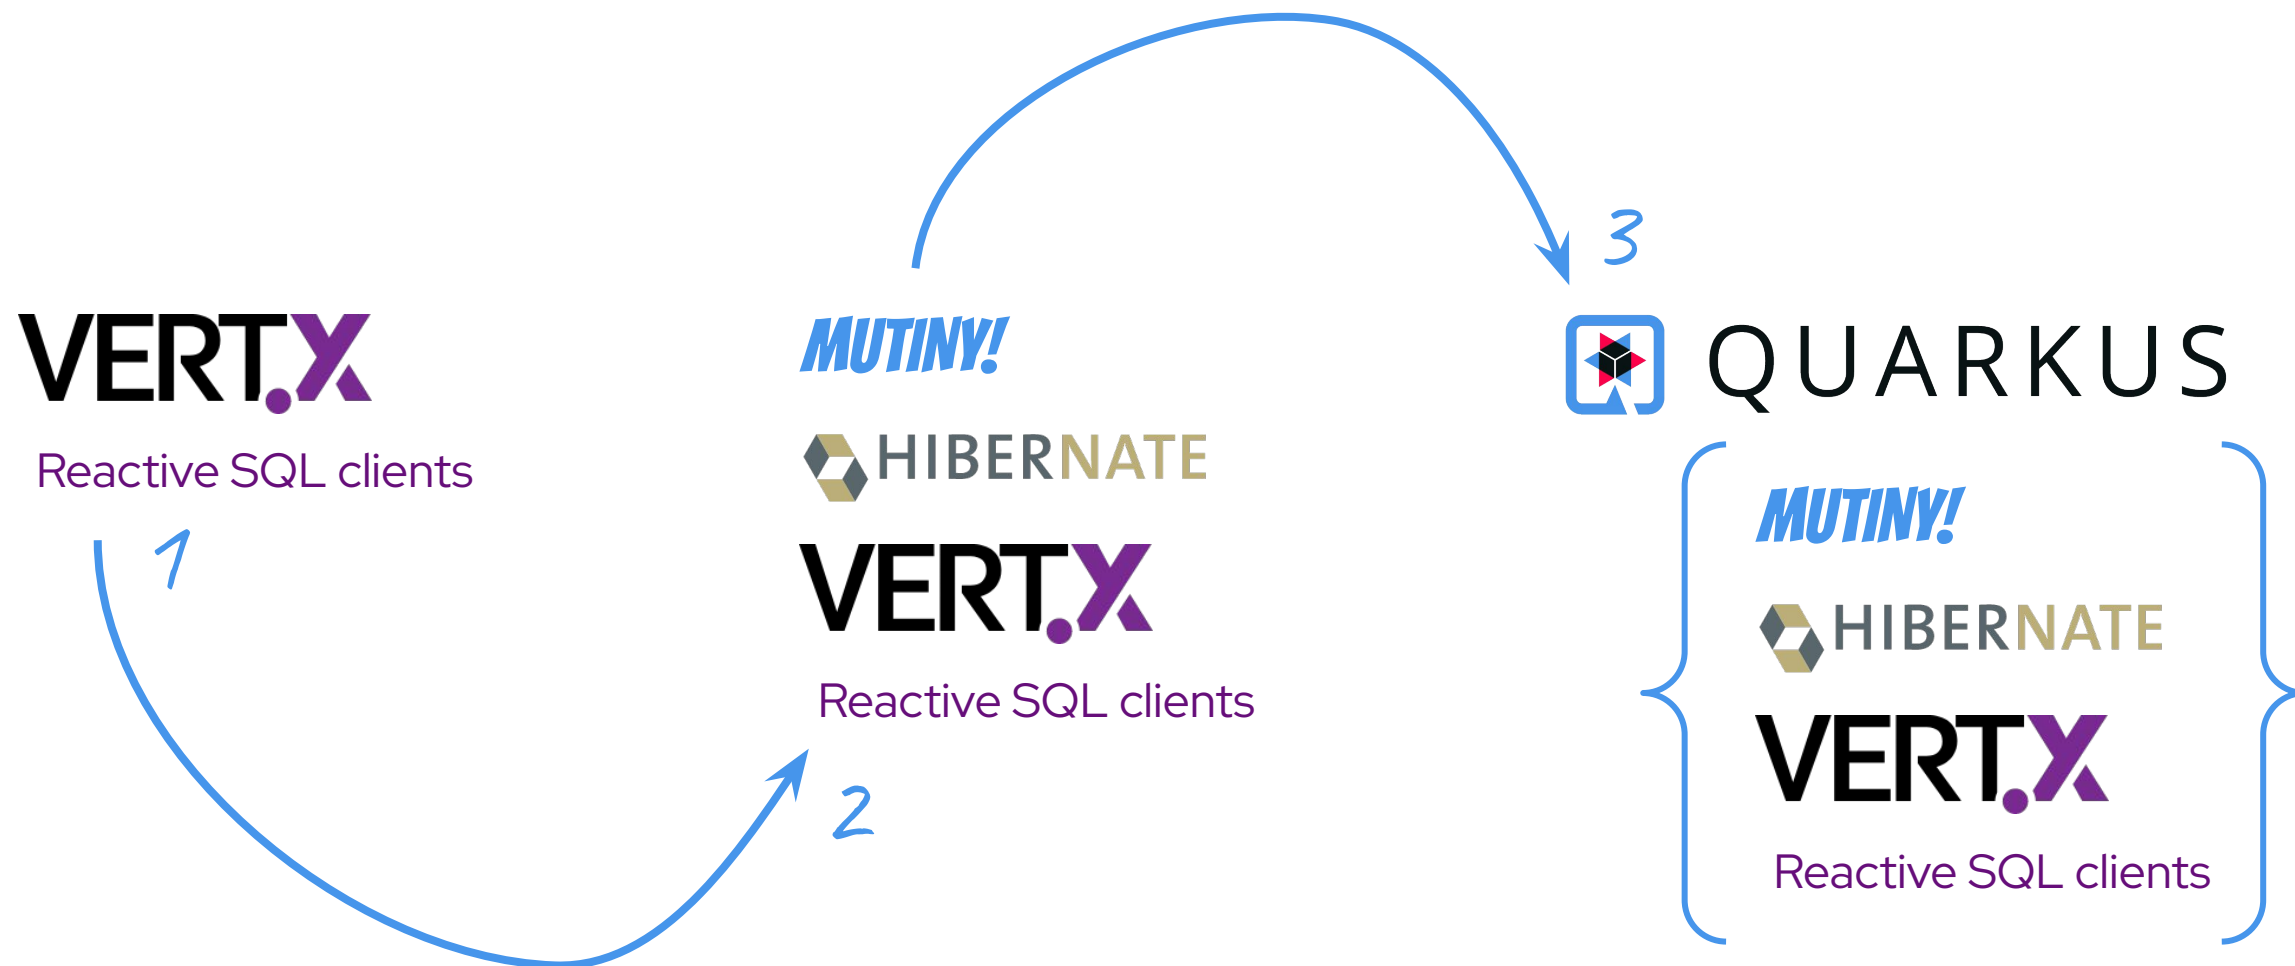 VERT.X
Reactive SQL clients
1
MUTINY!
HIBERNATE
VERT.X
Reactive SQL clients
2
3
QUARKUS
MUTINY!
HIBERNATE
VERT.X
Reactive SQL clients